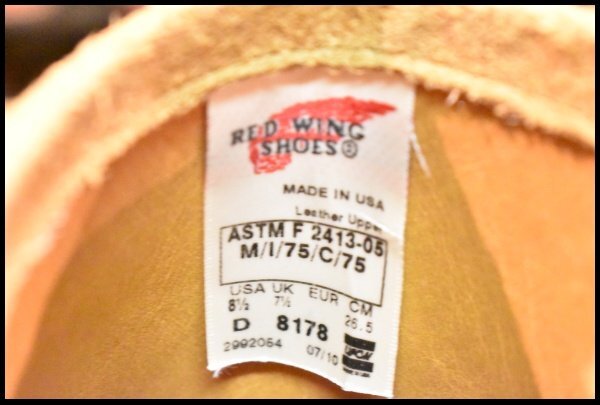 RED WING
SHOES®
MADE IN USA
Leather Upper
ASTM F 2413-05
M/I/75/C/75
USA UK EUR CM
8½ 7½ 26.5
D 8178
2992064 07/10
UFCW